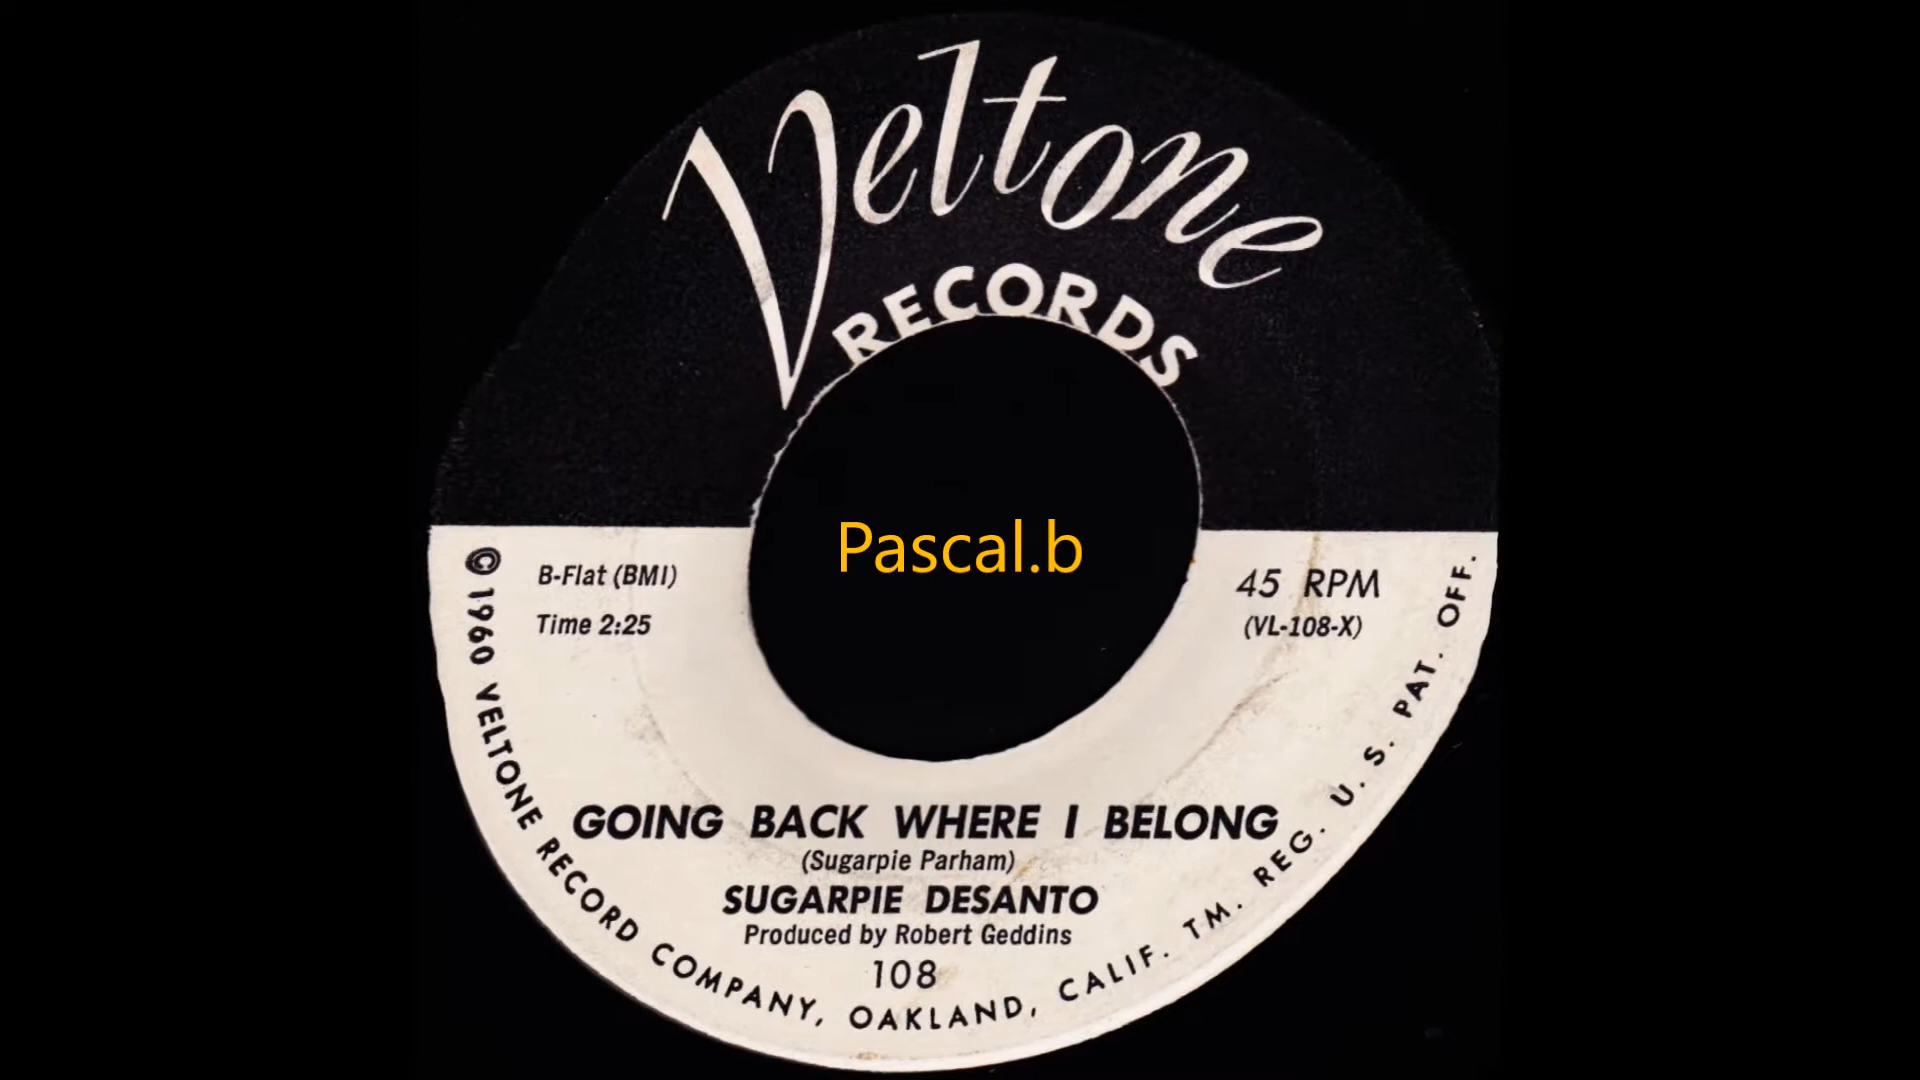 Veltone
RECORDS
Pascal.b
B-Flat (BMI)
Time 2:25
45 RPM
(VL-108-X)
GOING BACK WHERE I BELONG
(Sugarpie Parham)
SUGARPIE DESANTO
Produced by Robert Geddins
108
© 1960 VELTONE RECORD COMPANY, OAKLAND, CALIF. TM. REG. U. S. PAT. OFF.